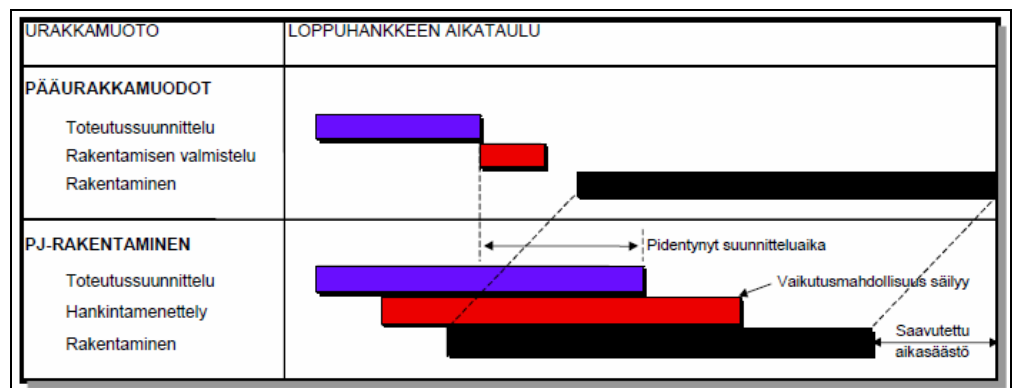 URAKKAMUOTO
LOPPUHANKKEEN AIKATAULU
PÄÄURAKKAMUODOT
Toteutussuunnittelu
Rakentamisen valmistelu
Rakentaminen
PJ-RAKENTAMINEN
Pidentynyt suunnitteluaika
Toteutussuunnittelu
Vaikutusmahdollisuus säilyy
Hankintamenettely
Rakentaminen
Saavutettu
aikasäästö